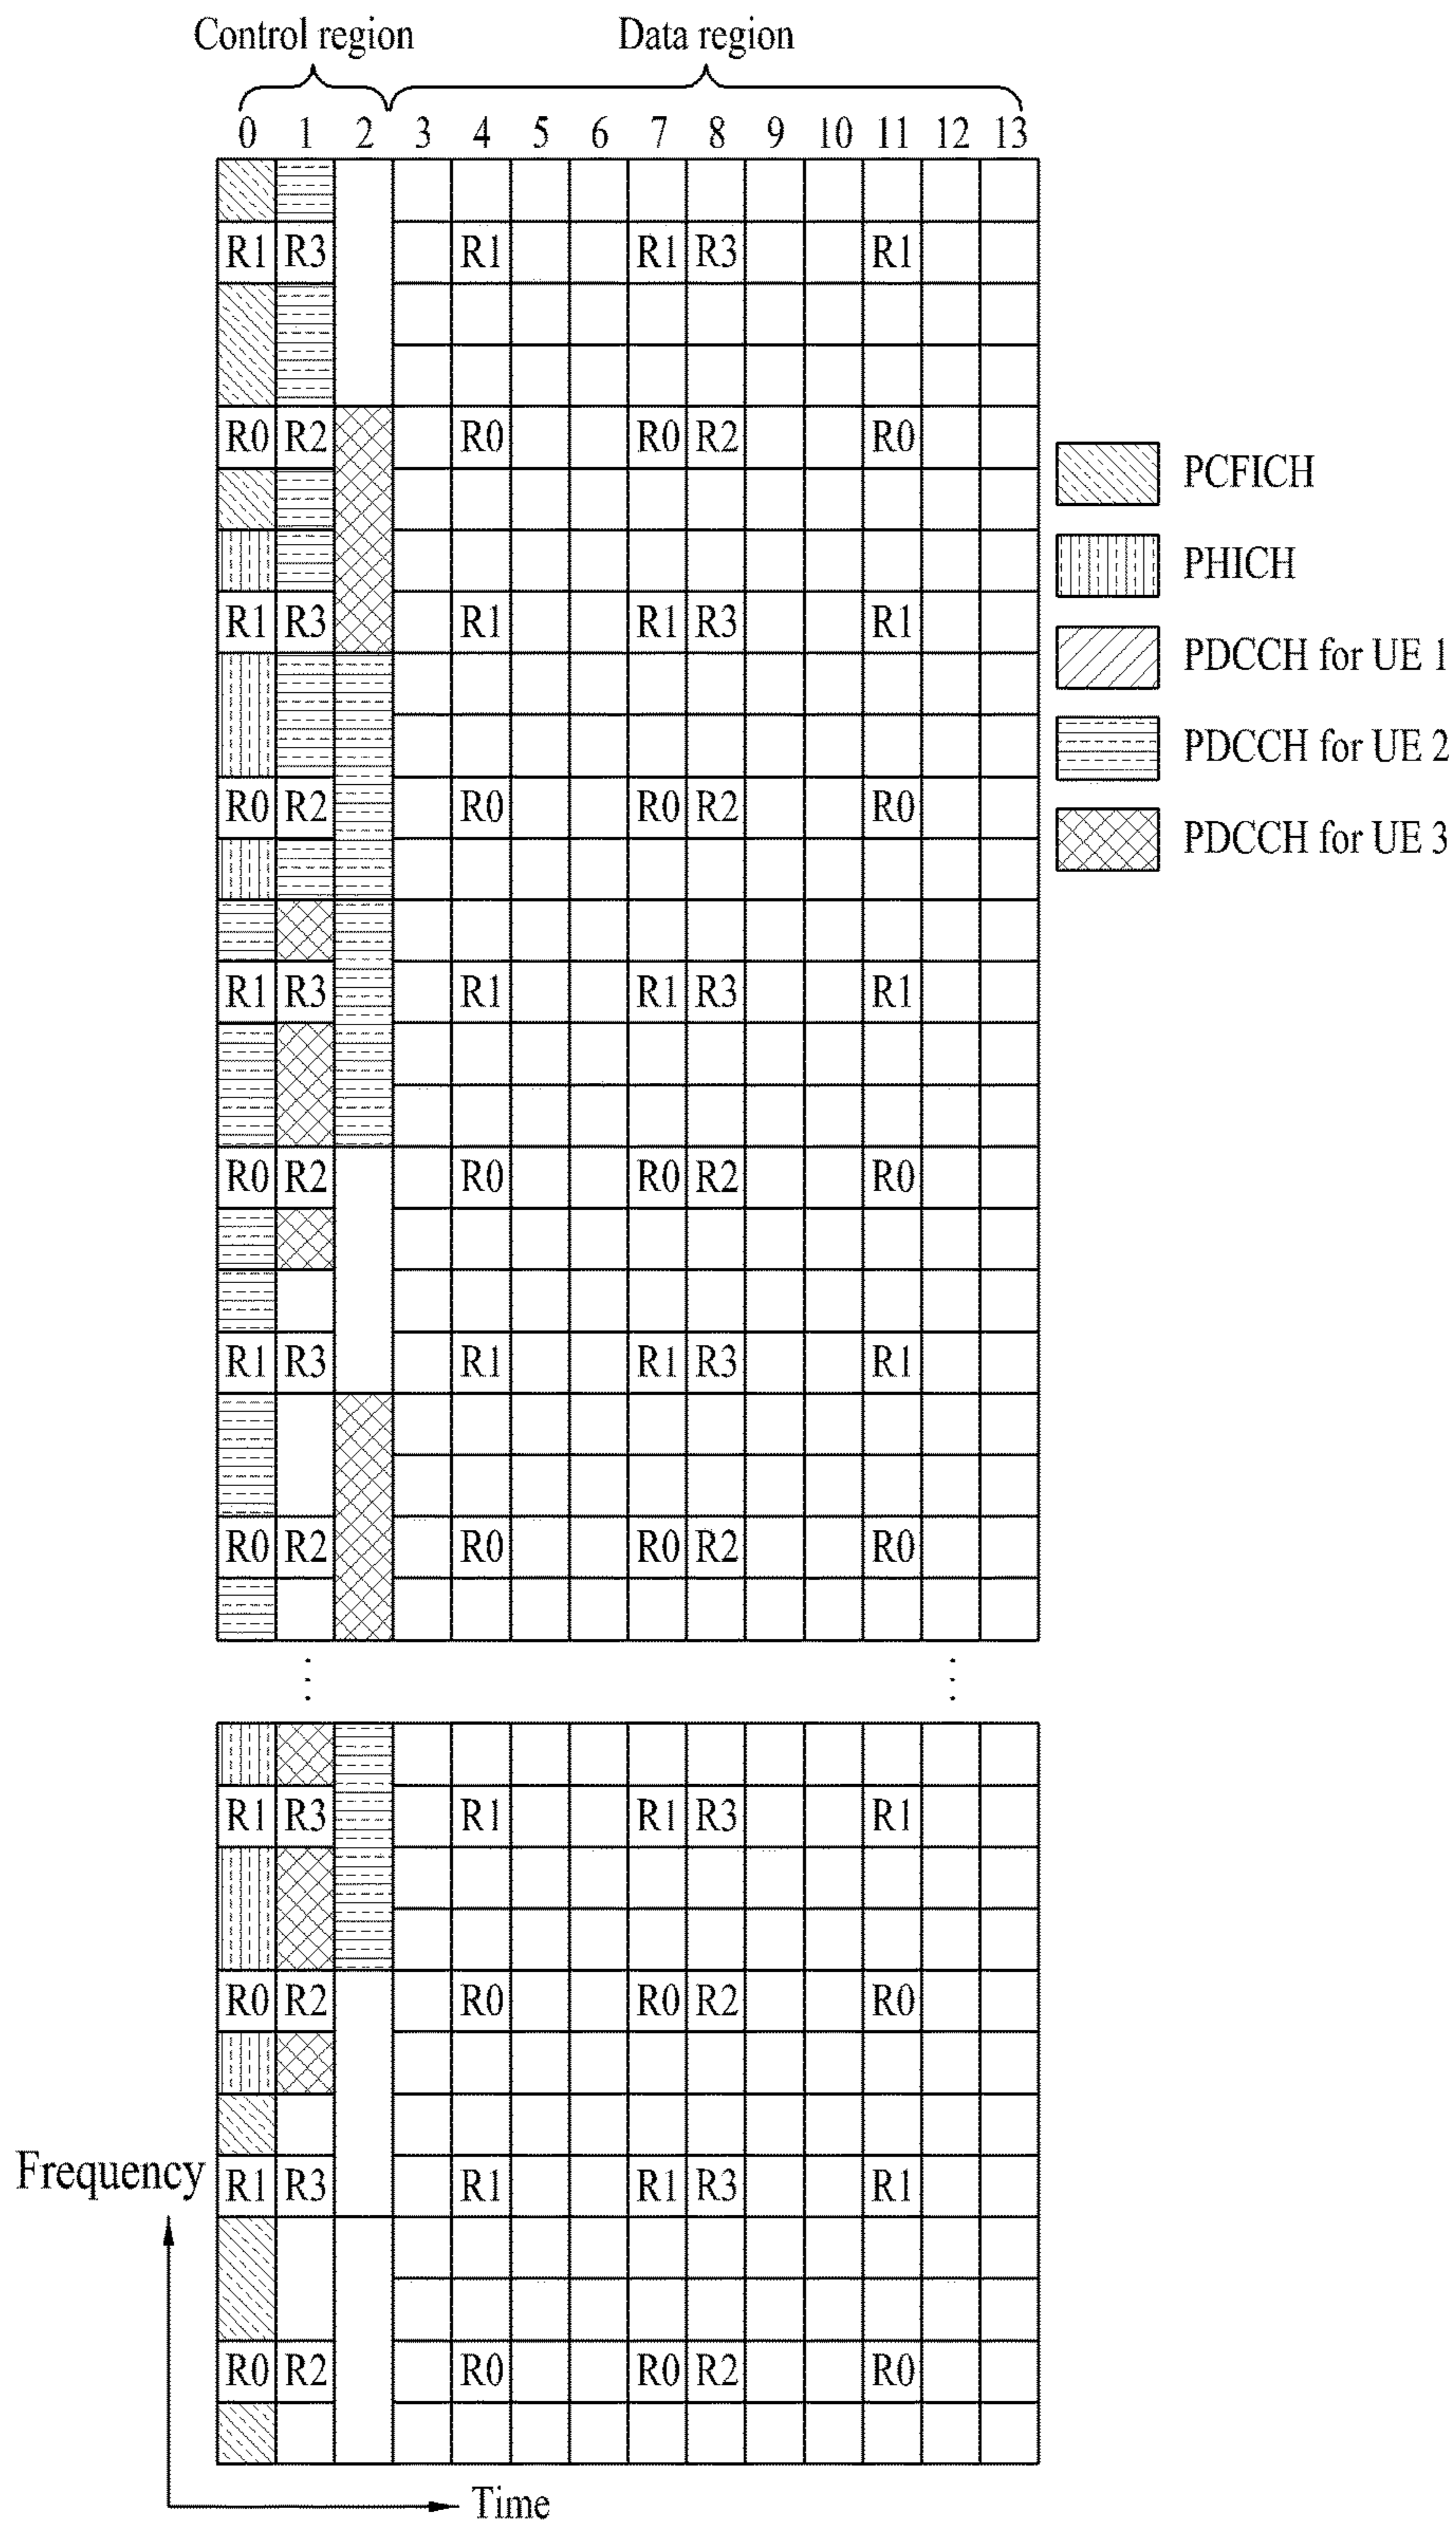 Control region Data region
0 1 2 3 4 5 6 7 8 9 10 11 12 13
R1 R3 R1 R1 R3 R1
R0 R2 R0 R0 R2 R0
R1 R3 R1 R1 R3 R1
R0 R2 R0 R0 R2 R0
R1 R3 R1 R1 R3 R1
R0 R2 R0 R0 R2 R0
R1 R3 R1 R1 R3 R1
R0 R2 R0 R0 R2 R0
R1 R3 R1 R1 R3 R1
R0 R2 R0 R0 R2 R0
R1 R3 R1 R1 R3 R1
R0 R2 R0 R0 R2 R0
PCFICH
PHICH
PDCCH for UE 1
PDCCH for UE 2
PDCCH for UE 3
Frequency
Time